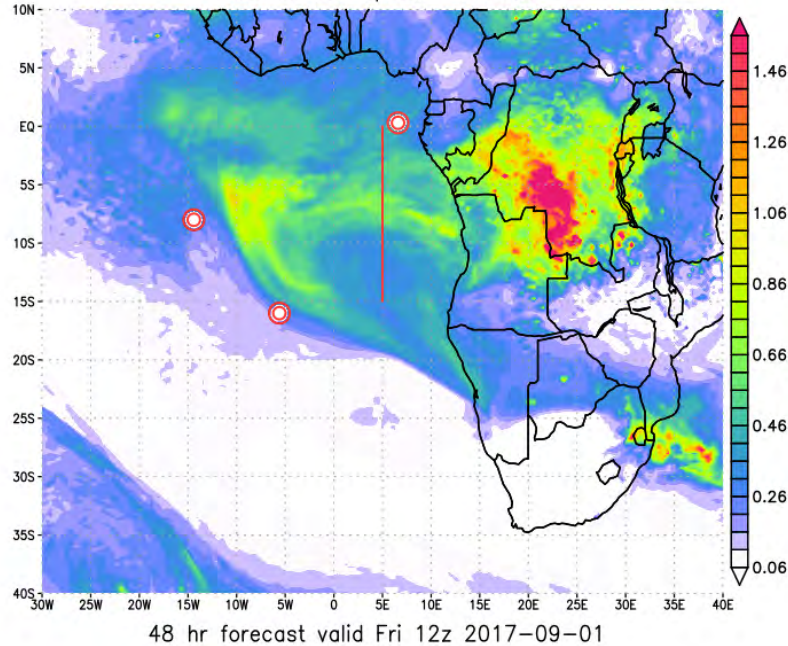 10N
5N
EQ
5S
10S
15S
20S
25S
30S
35S
40S
30W 25W 20W 15W 10W 5W 0 5E 10E 15E 20E 25E 30E 35E 40E
1.46
1.26
1.06
0.86
0.66
0.46
0.26
0.06
48 hr forecast valid Fri 12z 2017-09-01